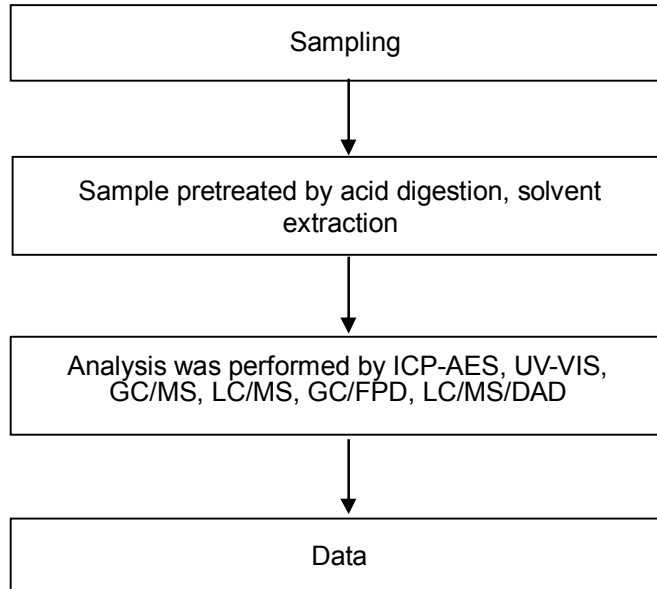 Sampling
Sample pretreated by acid digestion, solvent
extraction
Analysis was performed by ICP-AES, UV-VIS,
GC/MS, LC/MS, GC/FPD, LC/MS/DAD
Data